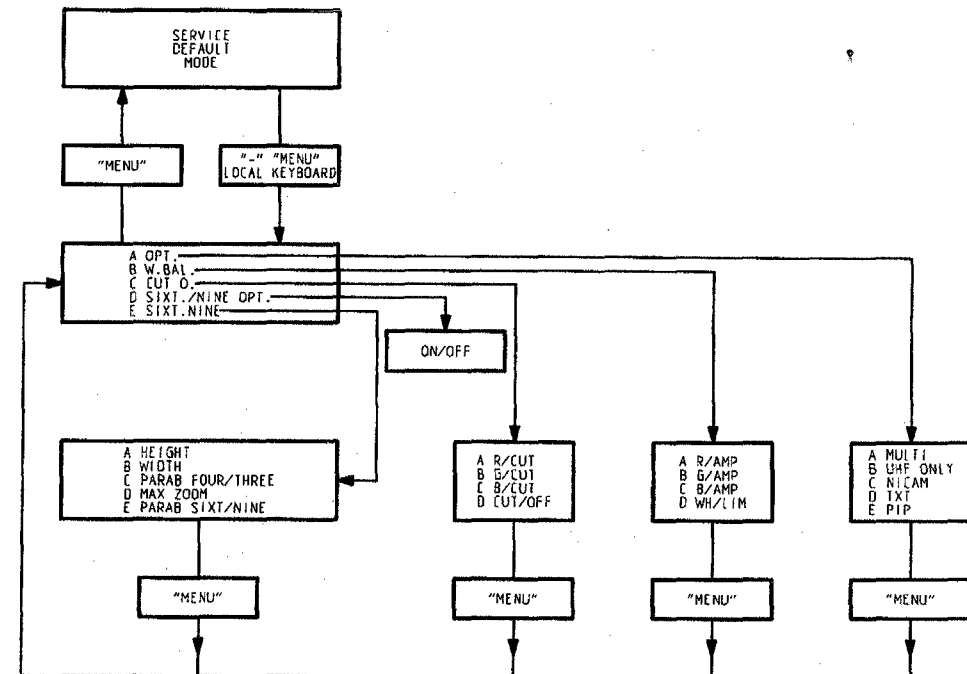 SERVICE
DEFAULT
MODE
"MENU"
"-" "MENU"
LOCAL KEYBOARD
A OPT.
B W.BAL.
C CUT O.
D SIXT./NINE OPT.
E SIXT.NINE
ON/OFF
A HEIGHT
B WIDTH
C PARAB FOUR/THREE
D MAX ZOOM
E PARAB SIXT/NINE
A R/CUT
B G/CUT
C B/CUT
D CUT/OFF
A R/AMP
B G/AMP
C B/AMP
D WH/LIM
A MULTI
B UHF ONLY
C NICAM
D TXT
E PIP
"MENU"
"MENU"
"MENU"
"MENU"